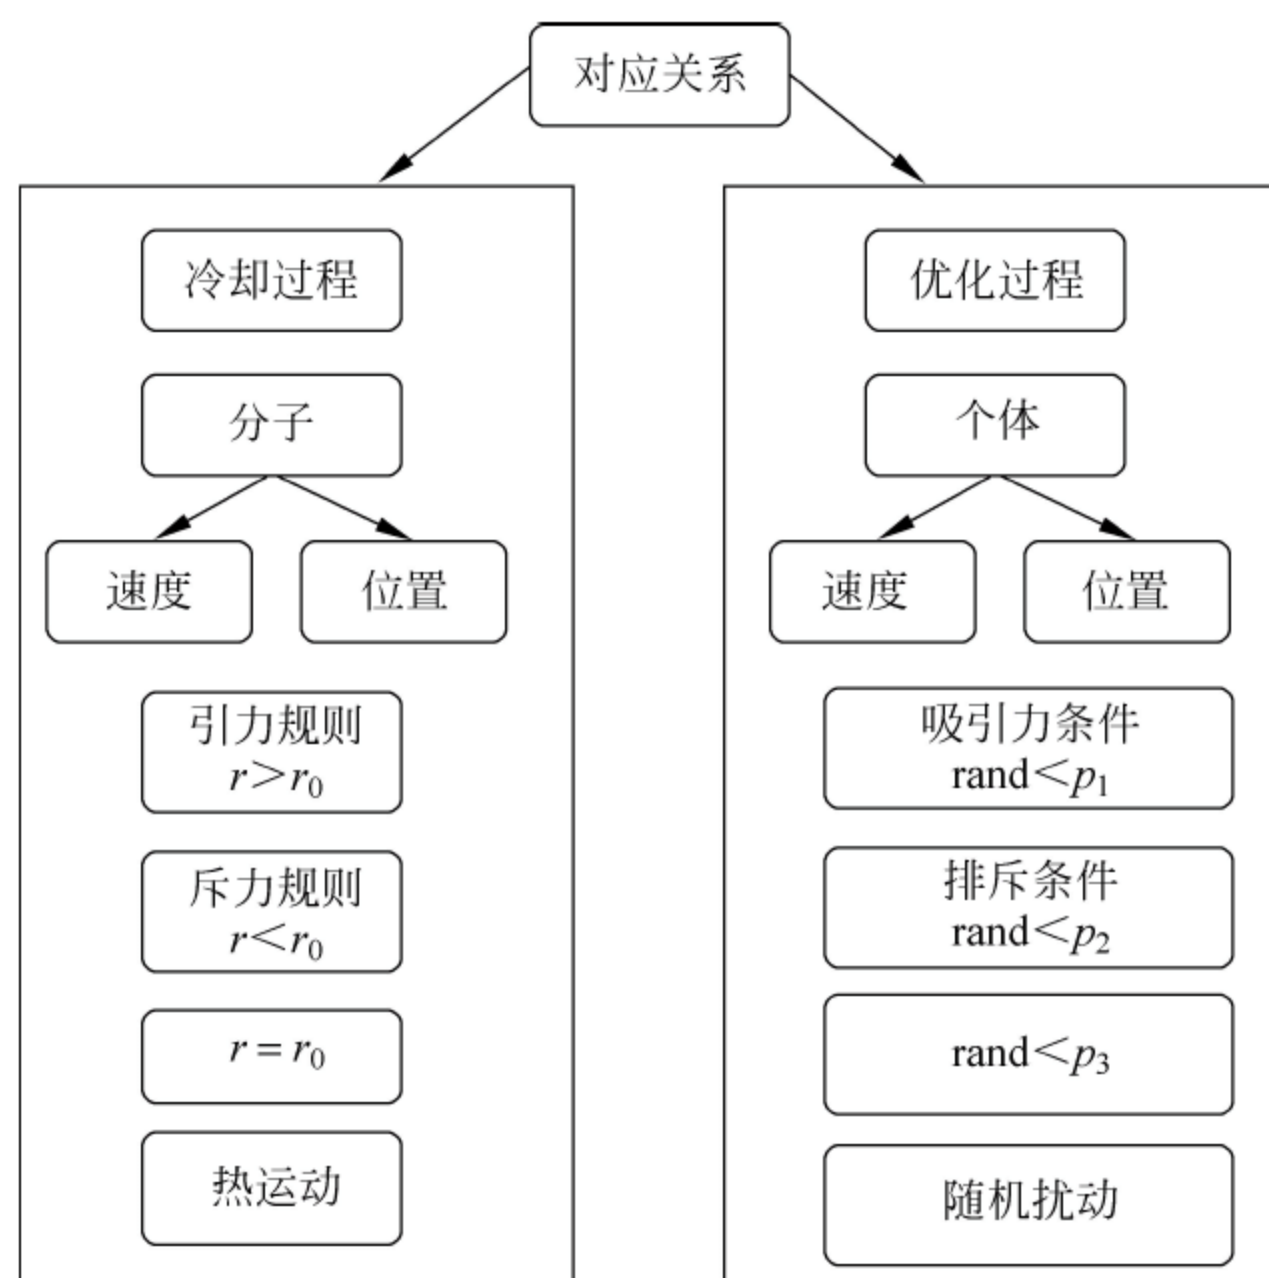 对应关系
冷却过程
分子
速度
位置
引力规则
r>r₀
斥力规则
r<r₀
r=r₀
热运动
优化过程
个体
速度
位置
吸引力条件
rand<p₁
排斥条件
rand<p₂
rand<p₃
随机扰动